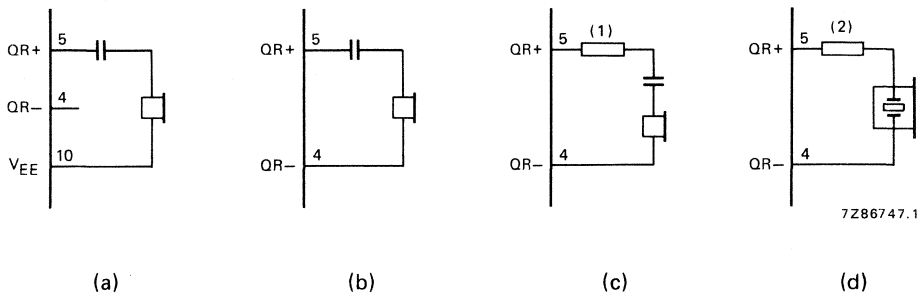 QR+ 5
QR− 4
VEE 10
(a)
QR+ 5
QR− 4
(b)
QR+ 5 (1)
QR− 4
(c)
QR+ 5 (2)
QR− 4
7Z86747.1
(d)